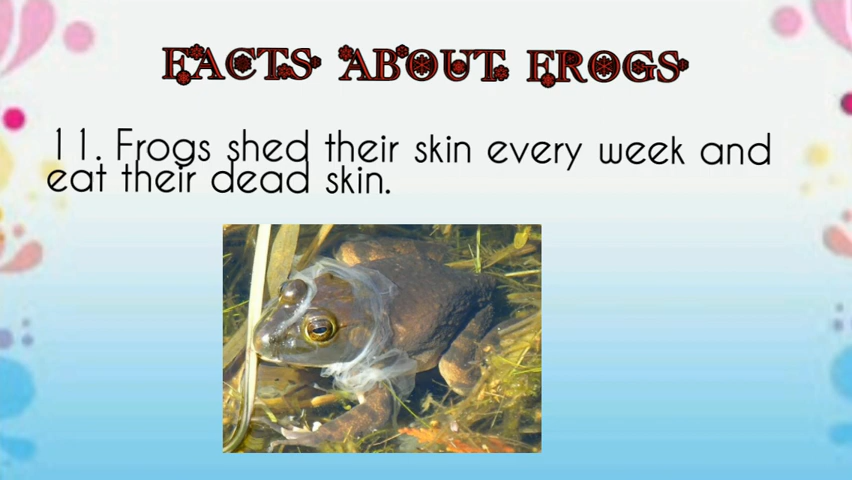 FACTS ABOUT FROGS
11. Frogs shed their skin every week and
eat their dead skin.